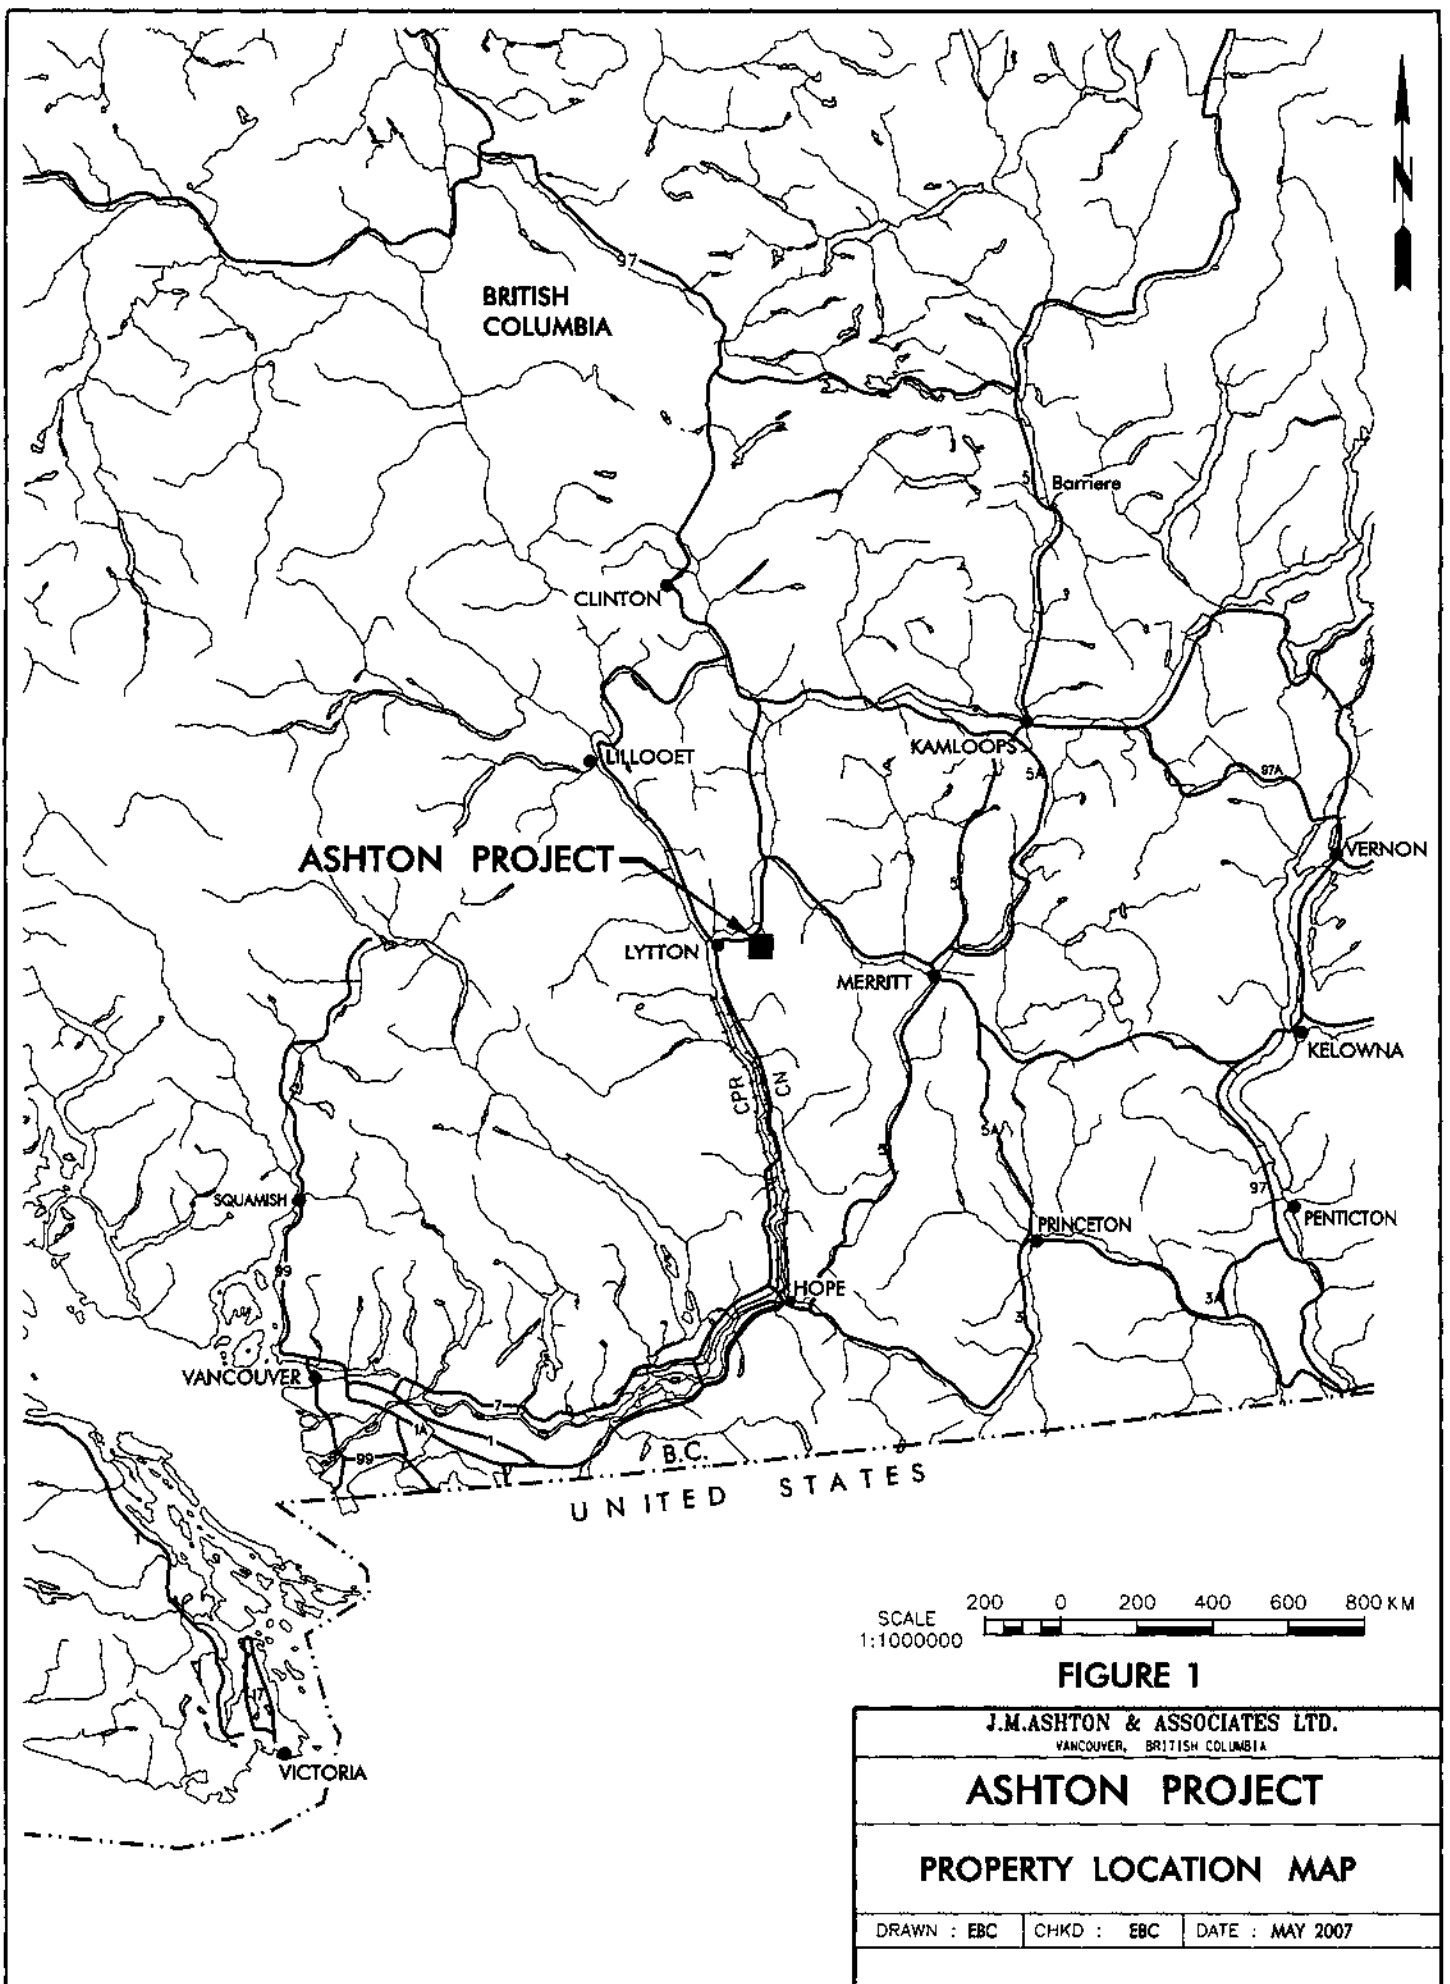 N
97
BRITISH
COLUMBIA
5
Barriere
CLINTON
LILLOOET
KAMLOOPS
5A
97A
VERNON
ASHTON PROJECT
5
LYTTON
MERRITT
KELOWNA
CPR
CN
5A
SQUAMISH
97
PENTICTON
PRINCETON
99
HOPE
3A
3
VANCOUVER
7
1A
1
99
B.C.
UNITED STATES
1
17
VICTORIA
200 0 200 400 600 800 KM
SCALE
1:1000000
FIGURE 1
J.M.ASHTON & ASSOCIATES LTD.
VANCOUVER, BRITISH COLUMBIA
ASHTON PROJECT
PROPERTY LOCATION MAP
DRAWN : EBC CHKD : EBC DATE : MAY 2007